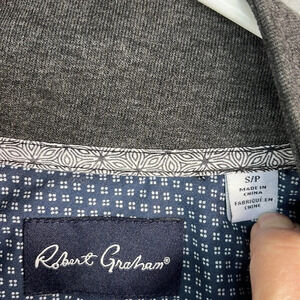 S/P
MADE IN
CHINA
FABRIQUÉ EN
CHINE
Robert Graham®